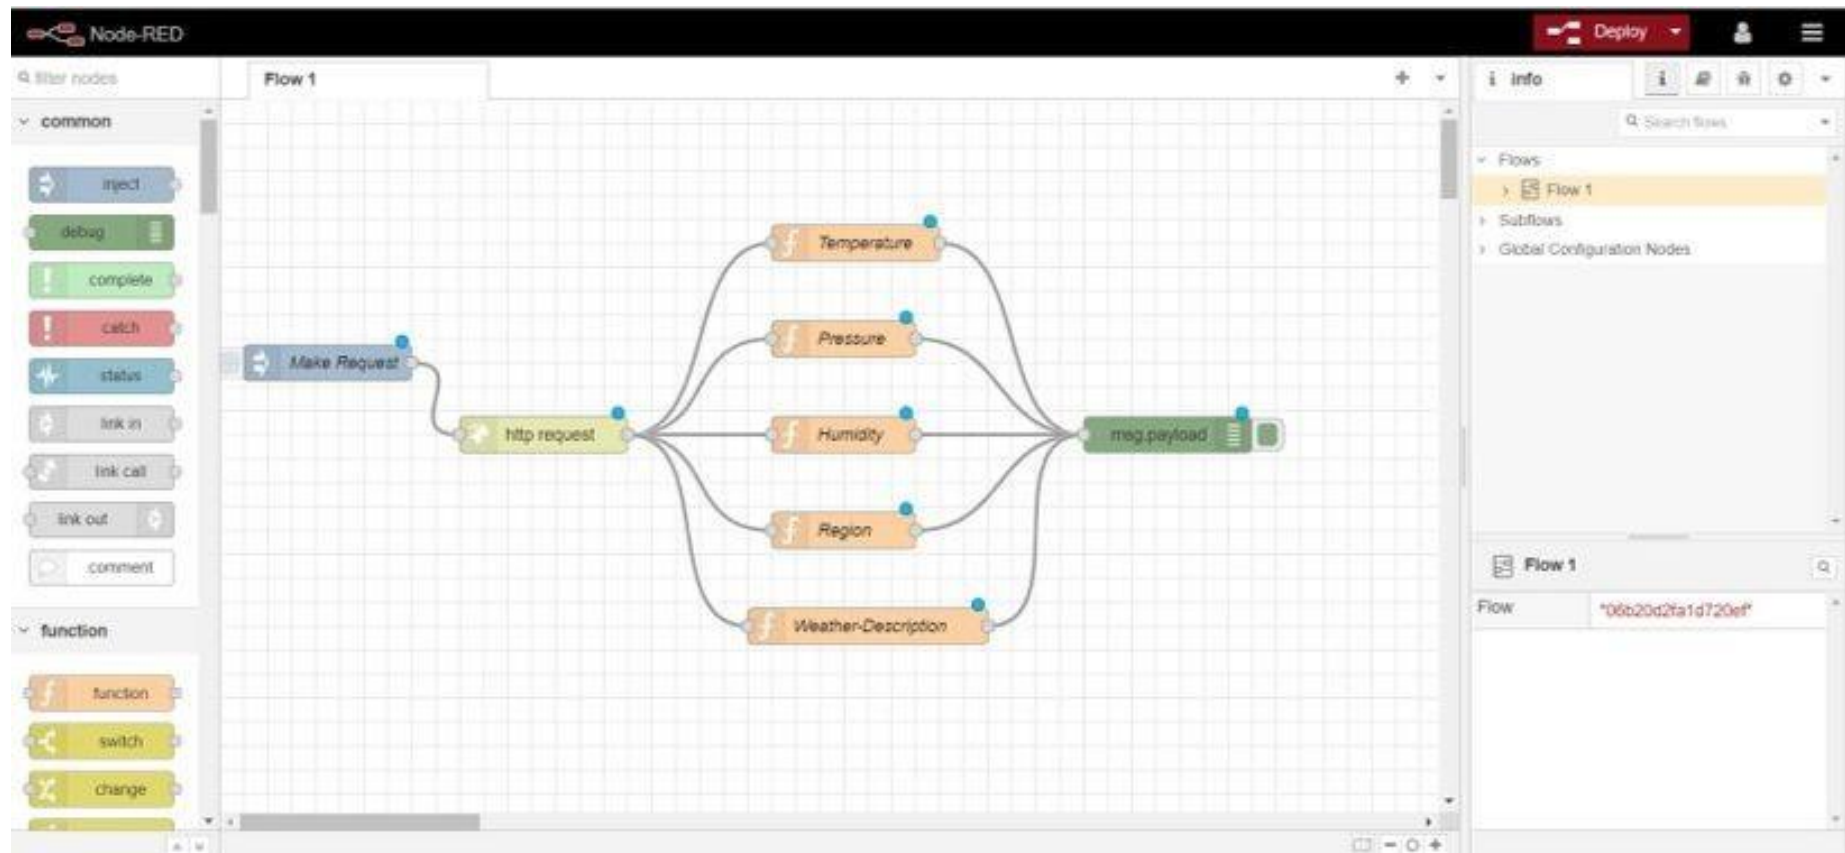 Node-RED
Deploy
filter nodes
Flow 1
info
common
Search flows
inject
debug
complete
catch
status
link in
link call
link out
comment
function
function
switch
change
Make Request
http request
Temperature
Pressure
Humidity
Region
Weather-Description
msg.payload
Flows
Flow 1
Subflows
Global Configuration Nodes
Flow 1
Flow "06b20d2fa1d720ef"